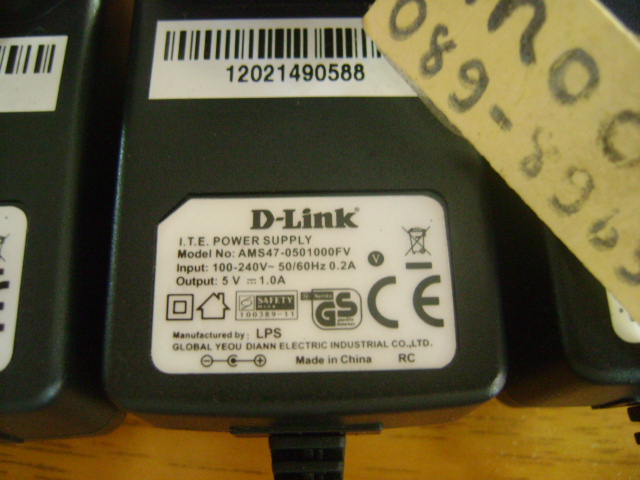 12021490588
D-Link
I.T.E. POWER SUPPLY
Model No: AMS47-0501000FV
Input: 100-240V~ 50/60Hz 0.2A
Output: 5 V ⎓ 1.0A
V
SAFETY
100389-11
GS
CE
Manufactured by: LPS
GLOBAL YEOU DIANN ELECTRIC INDUSTRIAL CO.,LTD.
Made in China RC